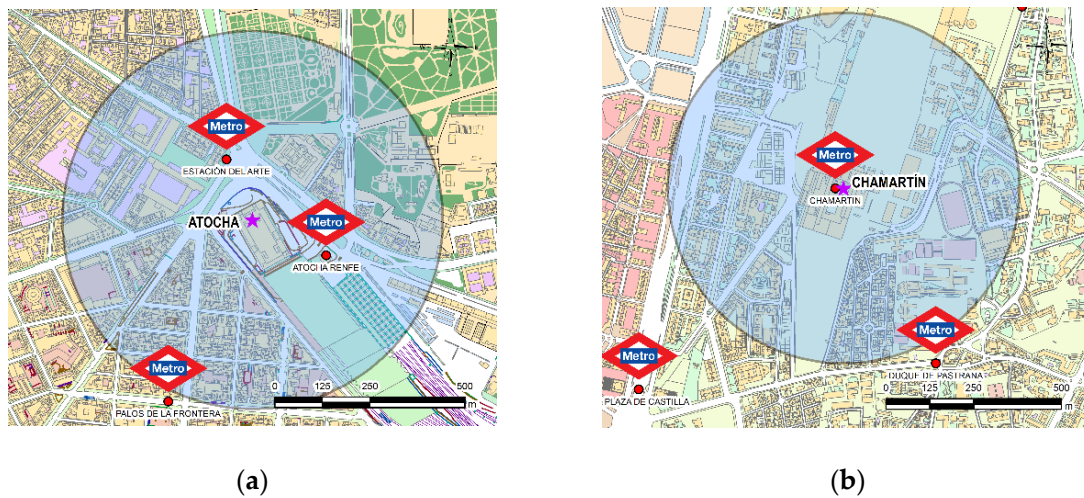 Metro
ESTACIÓN DEL ARTE
ATOCHA
Metro
ATOCHA RENFE
Metro
PALOS DE LA FRONTERA
0 125 250 500
m
(a)
Metro
CHAMARTÍN
CHAMARTIN
Metro
DUQUE DE PASTRANA
Metro
PLAZA DE CASTILLA
0 125 250 500
m
(b)